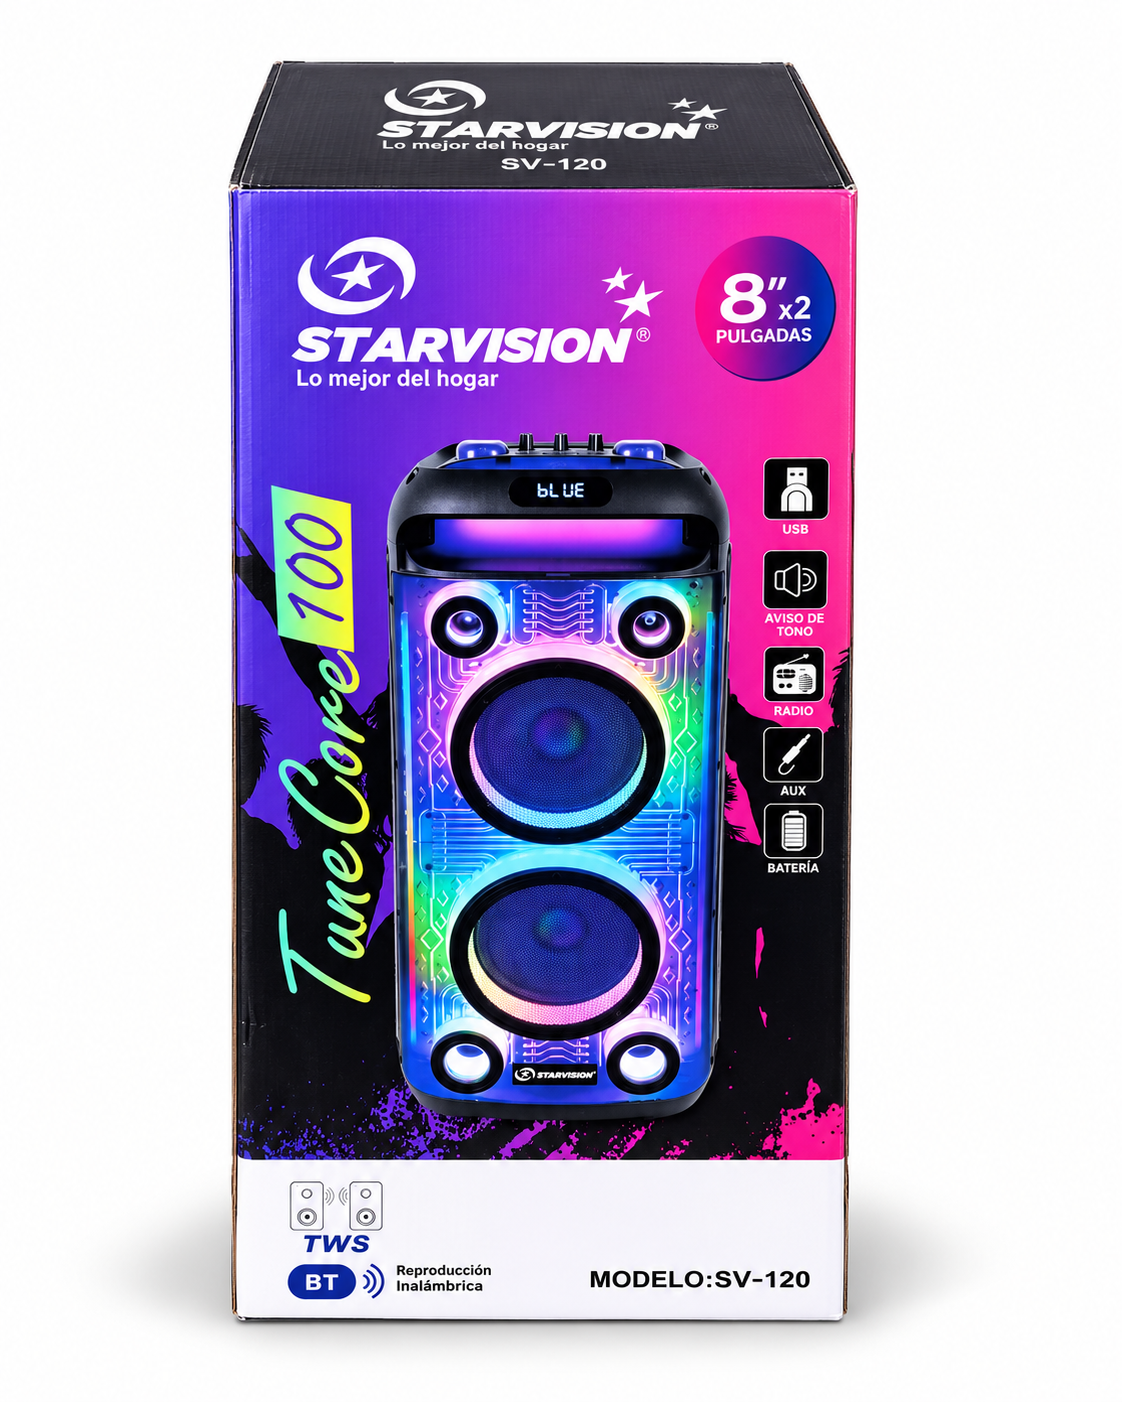 STARVISION®
Lo mejor del hogar
SV-120
STARVISION®
Lo mejor del hogar
8" x2
PULGADAS
bLUE
TuneCore 100
USB
AVISO DE
TONO
RADIO
AUX
BATERÍA
STARVISION®
TWS
BT
Reproducción
Inalámbrica
MODELO:SV-120